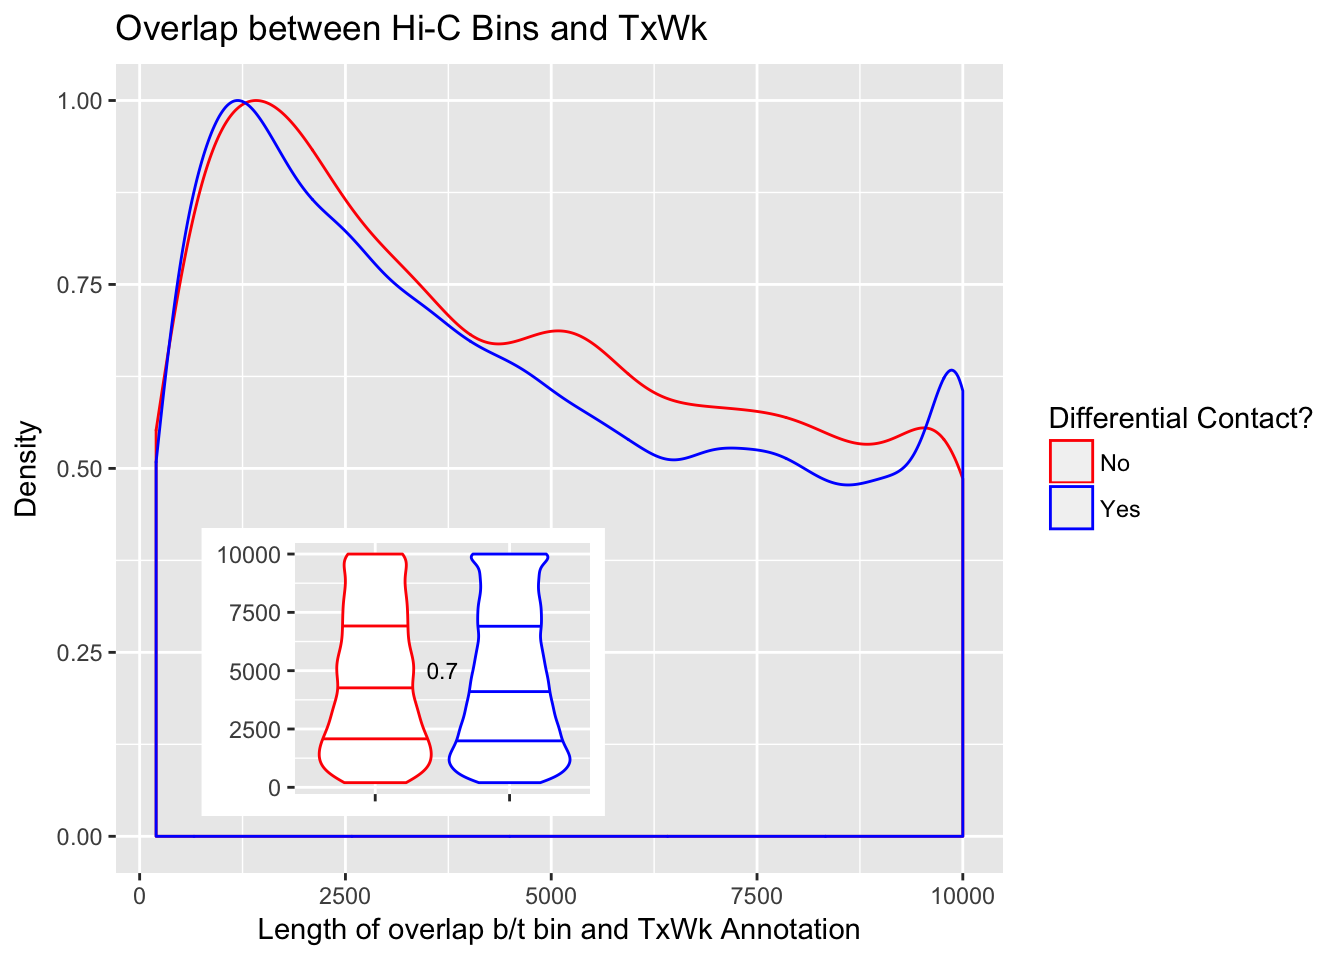 Overlap between Hi-C Bins and TxWk
1.00
0.75
0.50
0.25
0.00
Density
0
2500
5000
7500
10000
Length of overlap b/t bin and TxWk Annotation
10000
7500
5000
2500
0
0.7
Differential Contact?
No
Yes